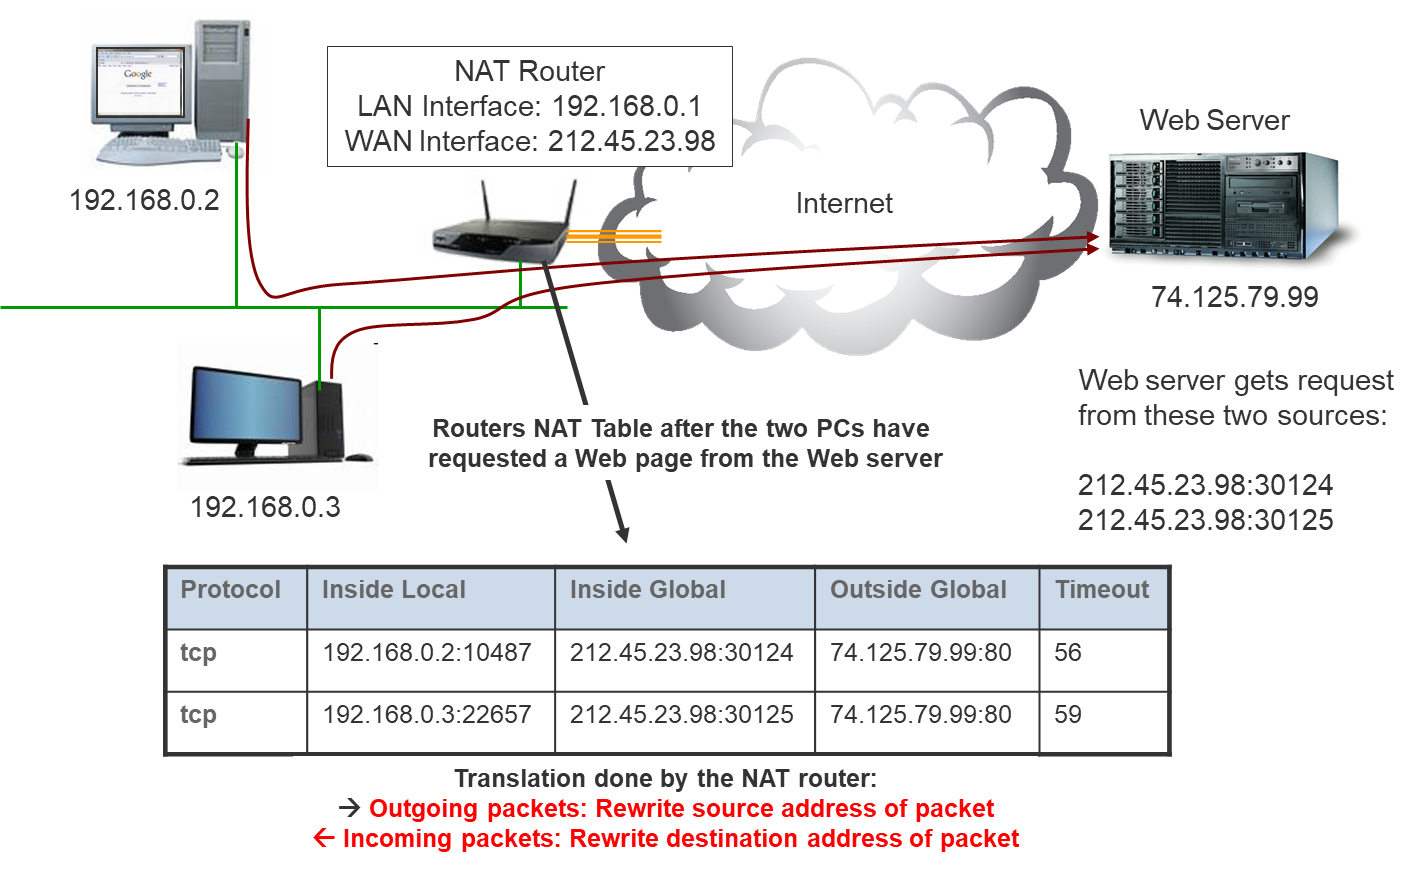 Google
192.168.0.2
NAT Router
LAN Interface: 192.168.0.1
WAN Interface: 212.45.23.98
Internet
Web Server
74.125.79.99
-
192.168.0.3
Routers NAT Table after the two PCs have
requested a Web page from the Web server
Web server gets request
from these two sources:
212.45.23.98:30124
212.45.23.98:30125
Protocol Inside Local Inside Global Outside Global Timeout
tcp 192.168.0.2:10487 212.45.23.98:30124 74.125.79.99:80 56
tcp 192.168.0.3:22657 212.45.23.98:30125 74.125.79.99:80 59
Translation done by the NAT router:
→ Outgoing packets: Rewrite source address of packet
← Incoming packets: Rewrite destination address of packet